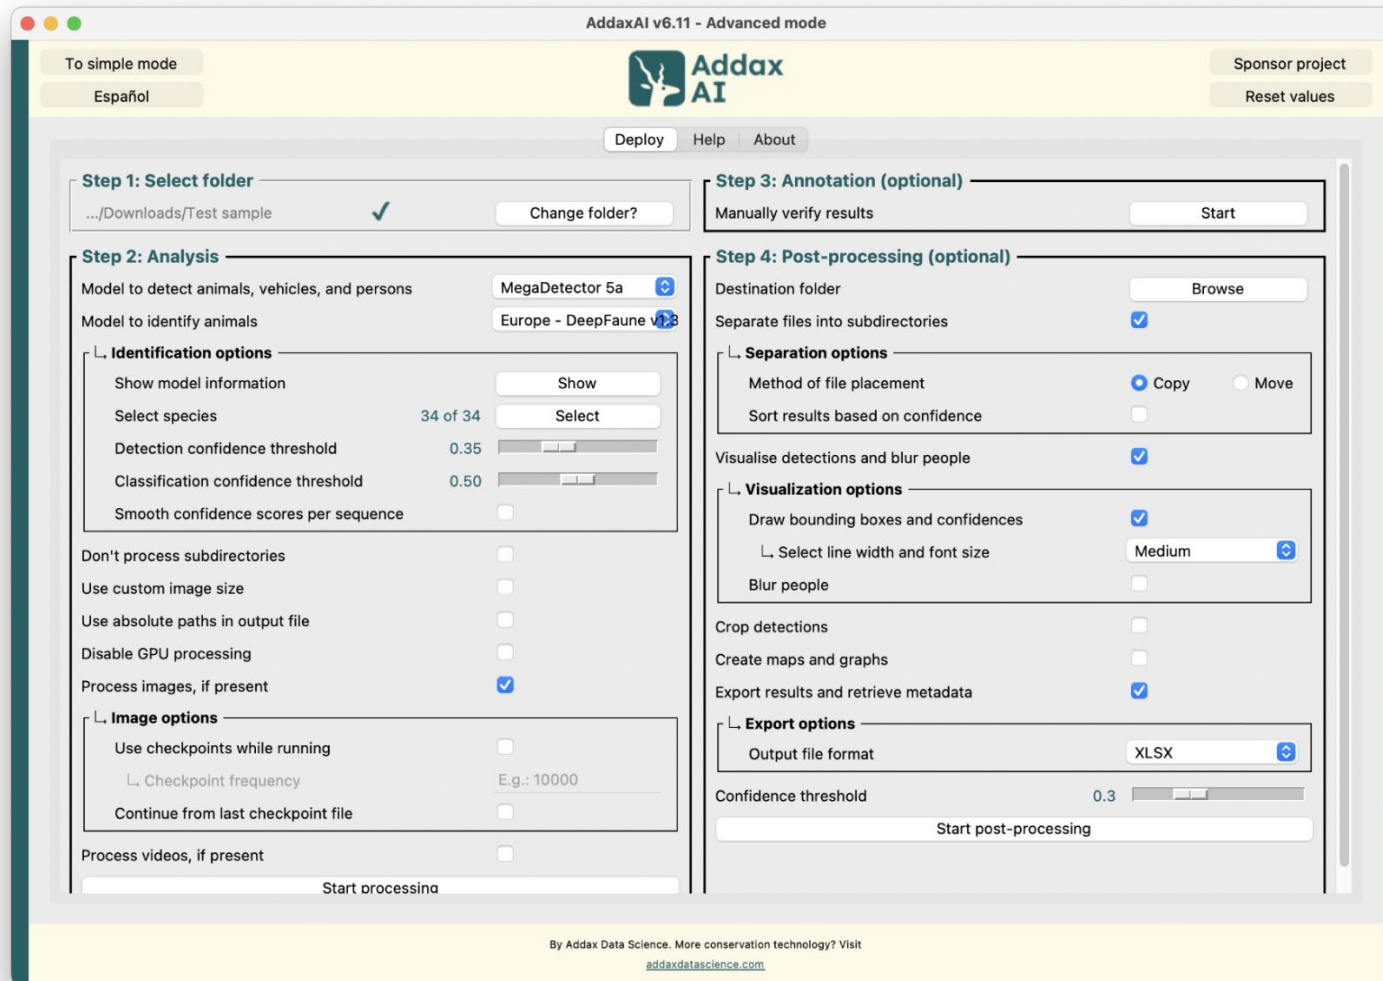 AddaxAI v6.11 - Advanced mode
To simple mode
Español
Addax
AI
Sponsor project
Reset values
Deploy Help About
Step 1: Select folder
.../Downloads/Test sample Change folder?
Step 2: Analysis
Model to detect animals, vehicles, and persons MegaDetector 5a
Model to identify animals Europe - DeepFaune v1.3
Identification options
Show model information Show
Select species 34 of 34 Select
Detection confidence threshold 0.35
Classification confidence threshold 0.50
Smooth confidence scores per sequence
Don't process subdirectories
Use custom image size
Use absolute paths in output file
Disable GPU processing
Process images, if present
Image options
Use checkpoints while running
Checkpoint frequency E.g.: 10000
Continue from last checkpoint file
Process videos, if present
Start processing
Step 3: Annotation (optional)
Manually verify results Start
Step 4: Post-processing (optional)
Destination folder Browse
Separate files into subdirectories
Separation options
Method of file placement Copy Move
Sort results based on confidence
Visualise detections and blur people
Visualization options
Draw bounding boxes and confidences
Select line width and font size Medium
Blur people
Crop detections
Create maps and graphs
Export results and retrieve metadata
Export options
Output file format XLSX
Confidence threshold 0.3
Start post-processing
By Addax Data Science. More conservation technology? Visit
addaxdatascience.com